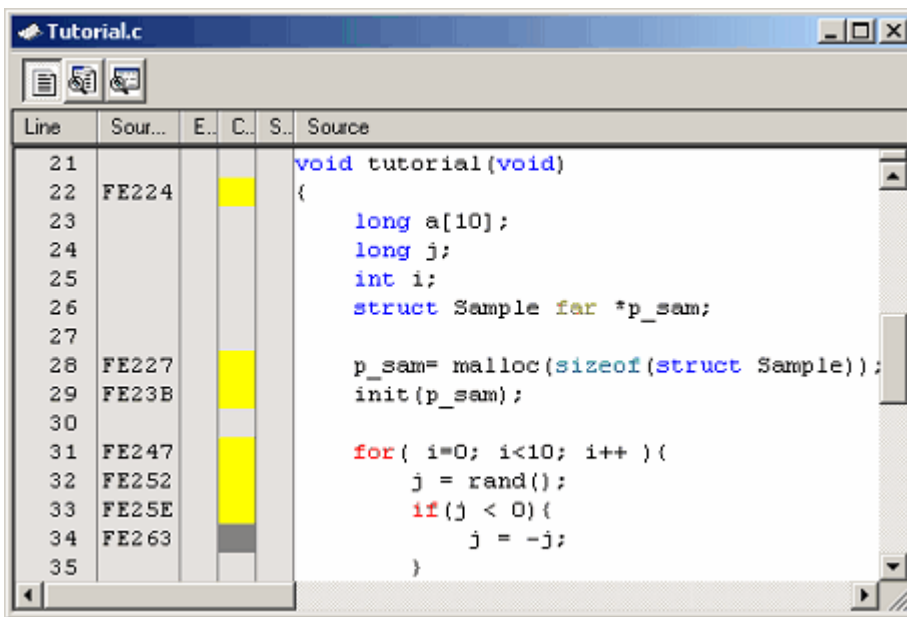 Tutorial.c
Line Sour... E.. C.. S.. Source
21 void tutorial(void)
22 FE224 {
23 long a[10];
24 long j;
25 int i;
26 struct Sample far *p_sam;
27
28 FE227 p_sam= malloc(sizeof(struct Sample));
29 FE23B init(p_sam);
30
31 FE247 for( i=0; i<10; i++ ){
32 FE252 j = rand();
33 FE25E if(j < 0){
34 FE263 j = -j;
35 }